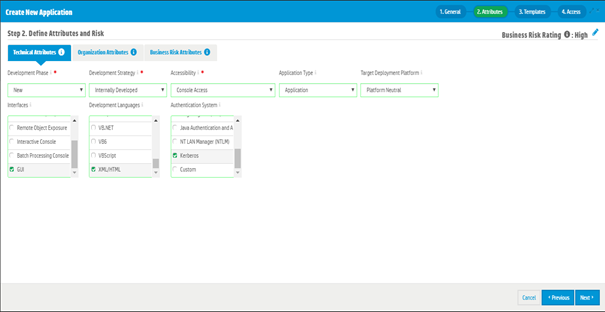 Create New Application
1. General
2. Attributes
3. Templates
4. Access
Step 2. Define Attributes and Risk
Business Risk Rating : High
Technical Attributes
Organization Attributes
Business Risk Attributes
Development Phase *
Development Strategy *
Accessibility *
Application Type
Target Deployment Platform
New
Internally Developed
Console Access
Application
Platform Neutral
Interfaces
Development Languages
Authentication System
Remote Object Exposure
VB.NET
Java Authentication and A
Interactive Console
VB6
NT LAN Manager (NTLM)
Batch Processing Console
VBScript
Kerberos
GUI
XML/HTML
Custom
Cancel
‹ Previous
Next ›